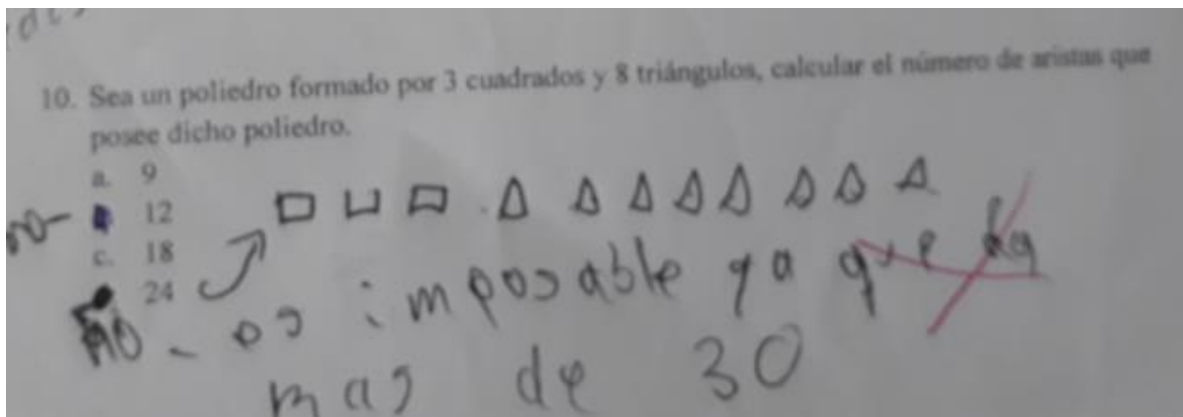 10. Sea un poliedro formado por 3 cuadrados y 8 triángulos, calcular el número de aristas que
posee dicho poliedro.
a. 9
12
c. 18
24
NO - es imposable ya que
mas de 30